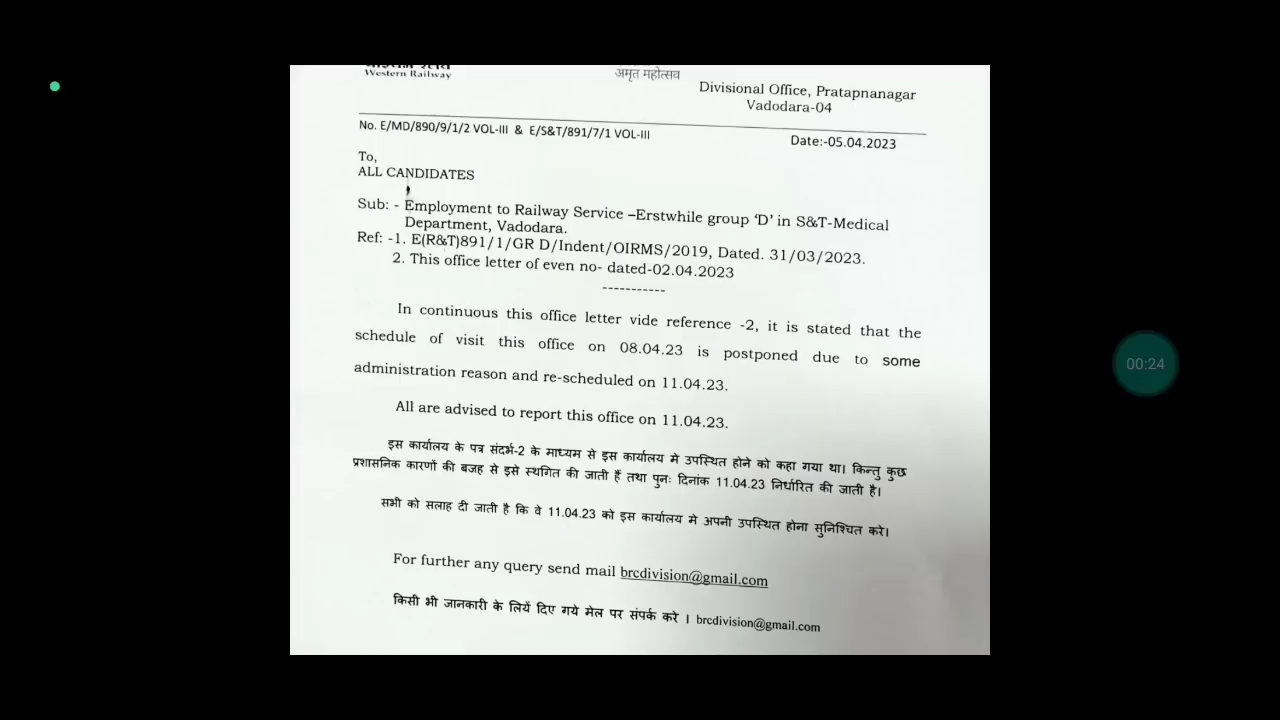 Western Railway
अमृत महोत्सव
Divisional Office, Pratapnanagar
Vadodara-04
No. E/MD/890/9/1/2 VOL-III & E/S&T/891/7/1 VOL-III
Date:-05.04.2023
To,
ALL CANDIDATES
Sub: - Employment to Railway Service –Erstwhile group ‘D’ in S&T-Medical
Department, Vadodara.
Ref: -1. E(R&T)891/1/GR D/Indent/OIRMS/2019, Dated. 31/03/2023.
2. This office letter of even no- dated-02.04.2023
-----------
In continuous this office letter vide reference -2, it is stated that the
schedule of visit this office on 08.04.23 is postponed due to some
administration reason and re-scheduled on 11.04.23.
All are advised to report this office on 11.04.23.
इस कार्यालय के पत्र संदर्भ-2 के माध्यम से इस कार्यालय मे उपस्थित होने को कहा गया था। किन्तु कुछ
प्रशासनिक कारणों की बजह से इसे स्थगित की जाती हैं तथा पुनः दिनांक 11.04.23 निर्धारित की जाती है।
सभी को सलाह दी जाती है कि वे 11.04.23 को इस कार्यालय मे अपनी उपस्थित होना सुनिश्चित करे।
For further any query send mail brcdivision@gmail.com
किसी भी जानकारी के लियें दिए गये मेल पर संपर्क करे । brcdivision@gmail.com
00:24